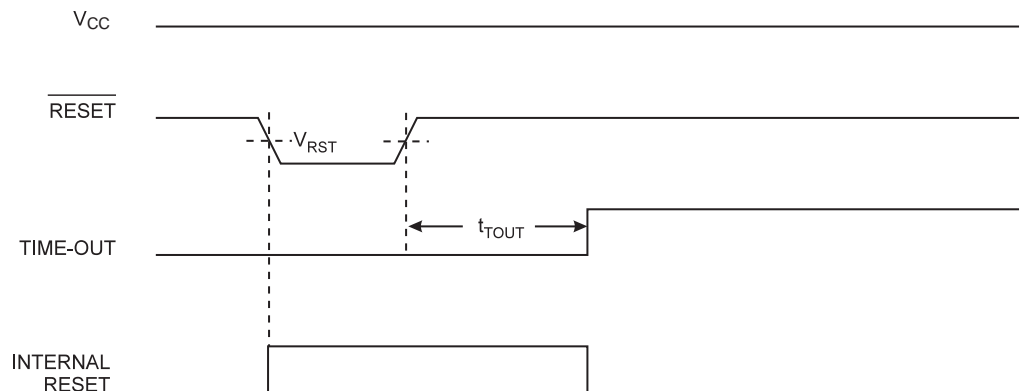 VCC
RESET
VRST
tTOUT
TIME-OUT
INTERNAL
RESET